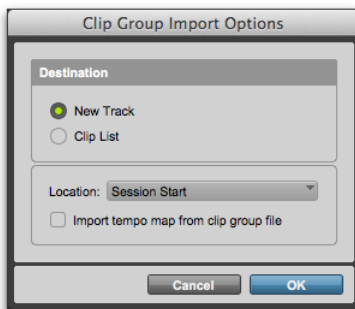 Clip Group Import Options
Destination
New Track
Clip List
Location: Session Start
Import tempo map from clip group file
Cancel OK